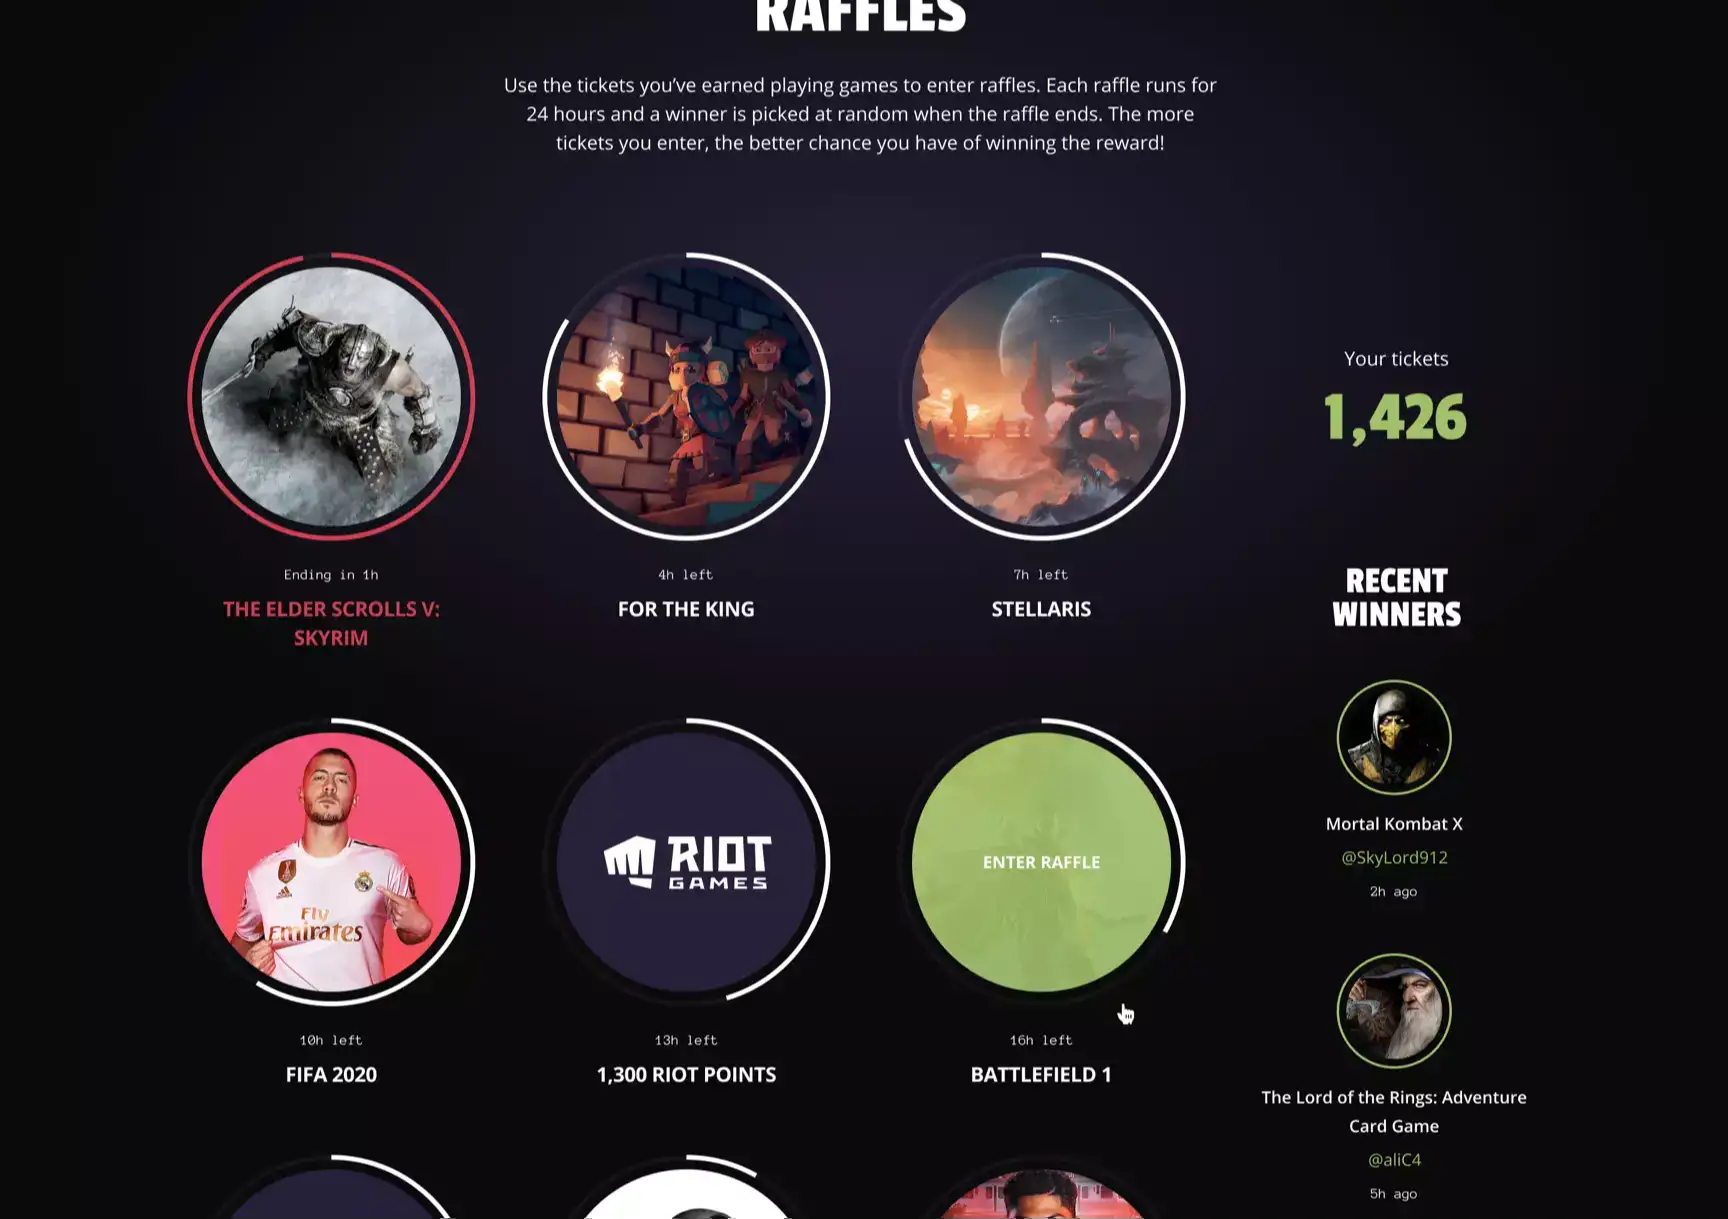 RAFFLES
Use the tickets you've earned playing games to enter raffles. Each raffle runs for
24 hours and a winner is picked at random when the raffle ends. The more
tickets you enter, the better chance you have of winning the reward!
Ending in 1h
THE ELDER SCROLLS V:
SKYRIM
4h left
FOR THE KING
7h left
STELLARIS
Your tickets
1,426
Fly
Emirates
10h left
FIFA 2020
RIOT
GAMES
13h left
1,300 RIOT POINTS
ENTER RAFFLE
16h left
BATTLEFIELD 1
RECENT
WINNERS
Mortal Kombat X
@SkyLord912
2h ago
The Lord of the Rings: Adventure
Card Game
@aliC4
5h ago